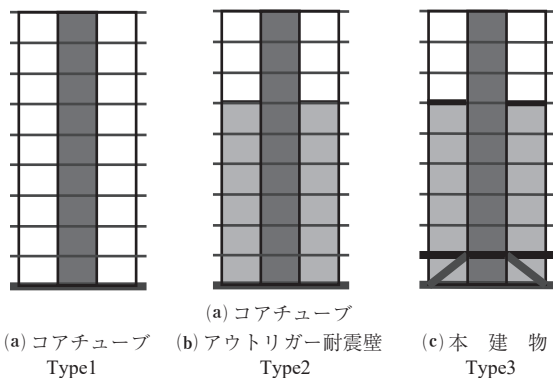 (a) コアチューブ
(a) コアチューブ
(b) アウトリガー耐震壁
(c) 本 建 物
Type1
Type2
Type3